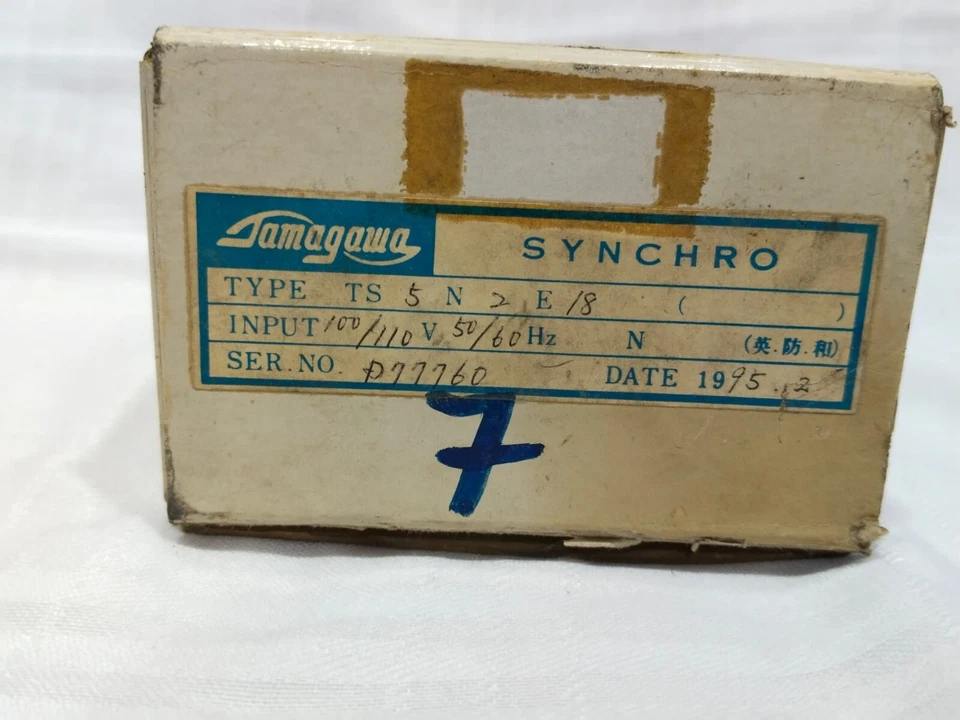 Tamagawa SYNCHRO
TYPE TS 5 N 2 E 18 ( )
INPUT 100/110 V 50/60 Hz N (英.防.和)
SER.NO. D77760 DATE 1995.2
7